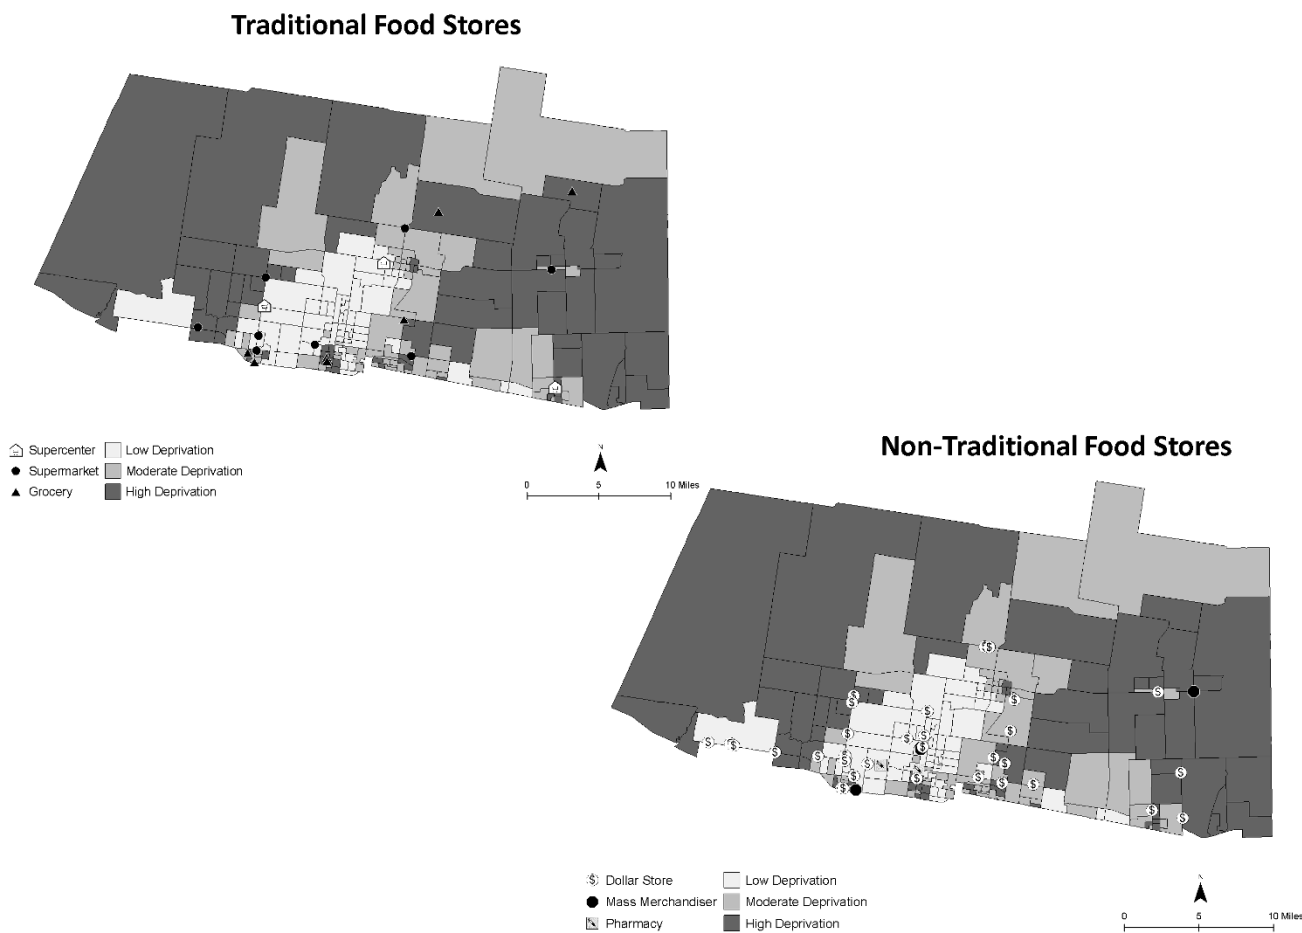 Traditional Food Stores
Supercenter Low Deprivation
Supermarket Moderate Deprivation
Grocery High Deprivation
N
0 5 10 Miles
Non-Traditional Food Stores
$ Dollar Store Low Deprivation
Mass Merchandiser Moderate Deprivation
Pharmacy High Deprivation
N
0 5 10 Miles